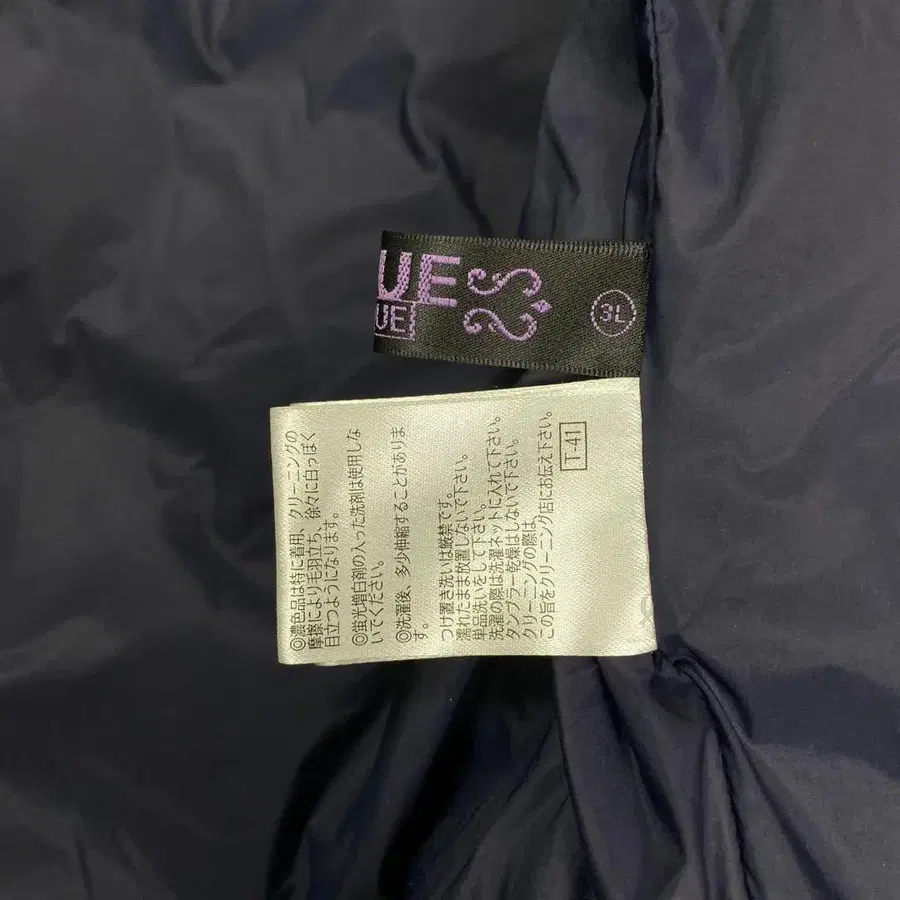 UE
UE
3L
◎濃色品は特に着用、クリーニングの
摩擦により毛羽立ち、徐々に白っぽく
目立つようになります。
◎蛍光増白剤の入った洗剤は使用しな
いでください。
◎洗濯後、多少伸縮することがありま
す。
つけ置き洗いは厳禁です。
濡れたまま放置しないで下さい。
単品洗いをして下さい。
洗濯の際は洗濯ネットに入れて下さい。
タンブラー乾燥はしないで下さい。
クリーニングの際は、
この旨をクリーニング店にお伝え下さい。
T-41